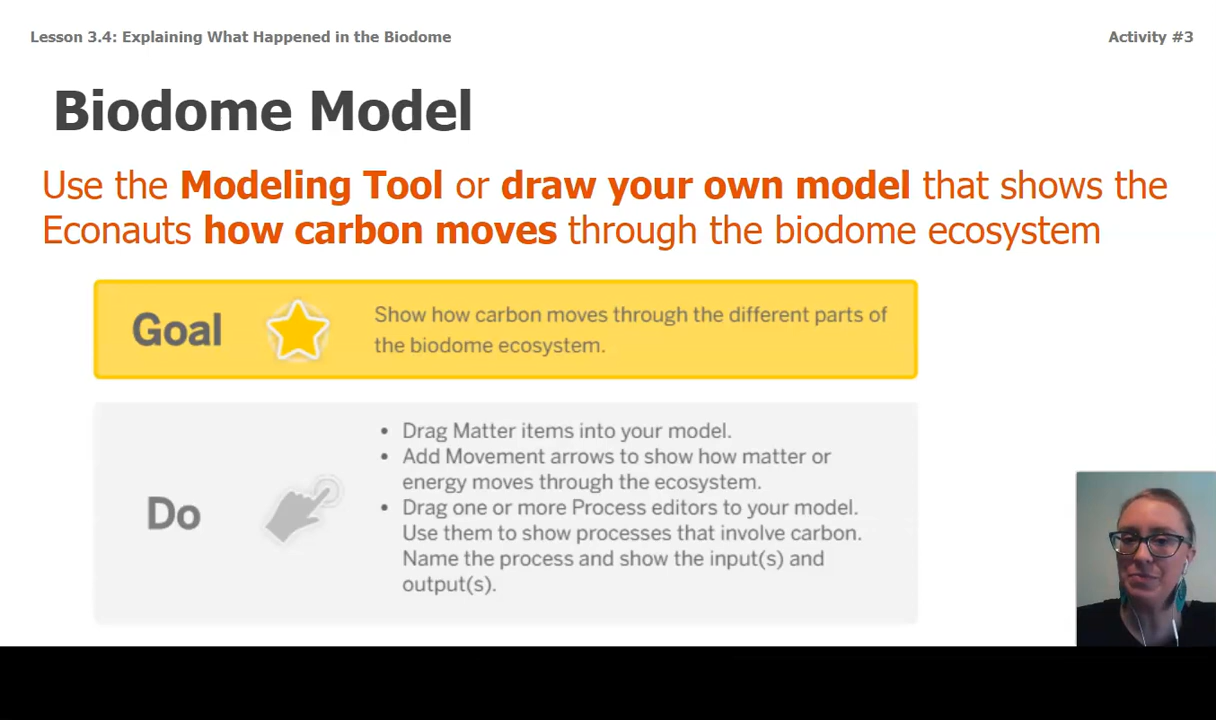 Lesson 3.4: Explaining What Happened in the Biodome
Activity #3
Biodome Model
Use the Modeling Tool or draw your own model that shows the
Econauts how carbon moves through the biodome ecosystem
Goal
Show how carbon moves through the different parts of
the biodome ecosystem.
Do
• Drag Matter items into your model.
• Add Movement arrows to show how matter or
energy moves through the ecosystem.
• Drag one or more Process editors to your model.
Use them to show processes that involve carbon.
Name the process and show the input(s) and
output(s).